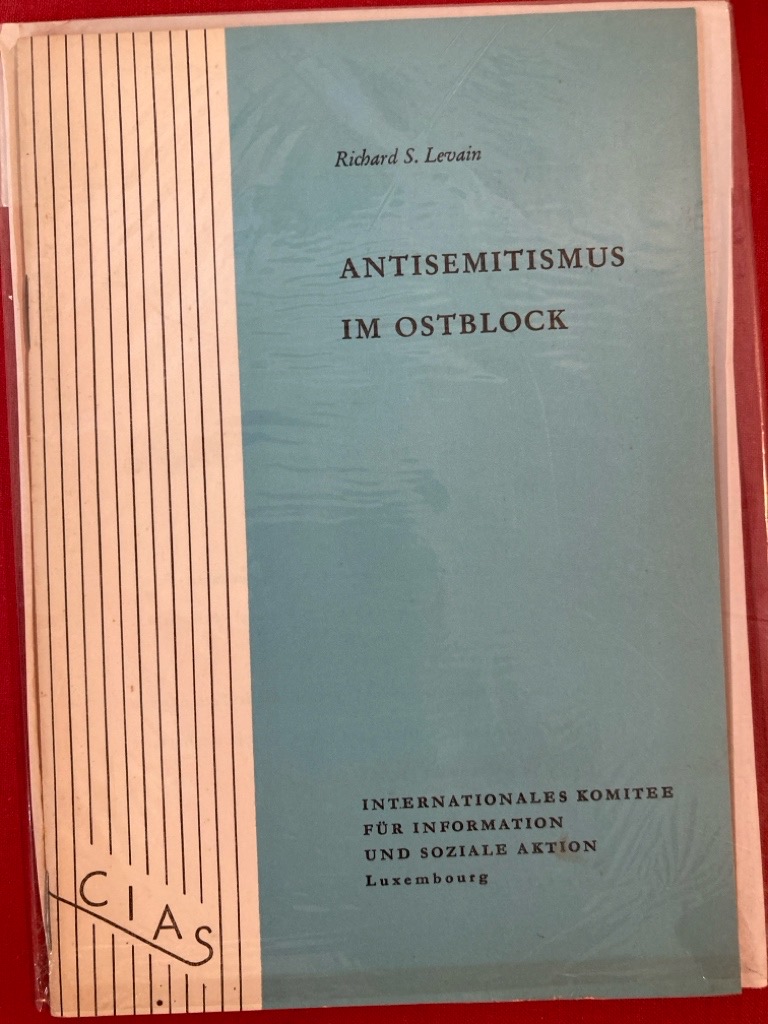 Richard S. Levain
ANTISEMITISMUS
IM OSTBLOCK
INTERNATIONALES KOMITEE
FÜR INFORMATION
UND SOZIALE AKTION
Luxembourg
CIAS